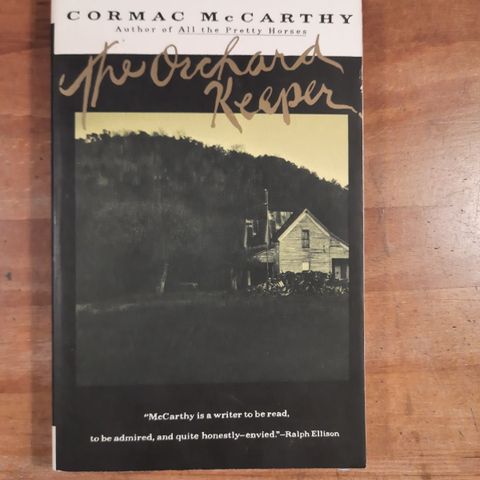 CORMAC McCARTHY
Author of All the Pretty Horses
The Orchard
Keeper
“McCarthy is a writer to be read,
to be admired, and quite honestly–envied.”–Ralph Ellison